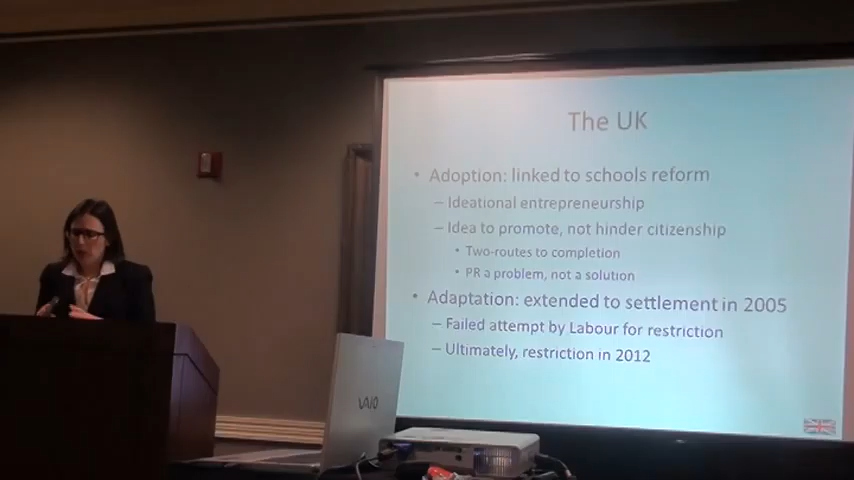 The UK
• Adoption: linked to schools reform
– Ideational entrepreneurship
– Idea to promote, not hinder citizenship
• Two-routes to completion
• PR a problem, not a solution
• Adaptation: extended to settlement in 2005
– Failed attempt by Labour for restriction
– Ultimately, restriction in 2012
VAIO